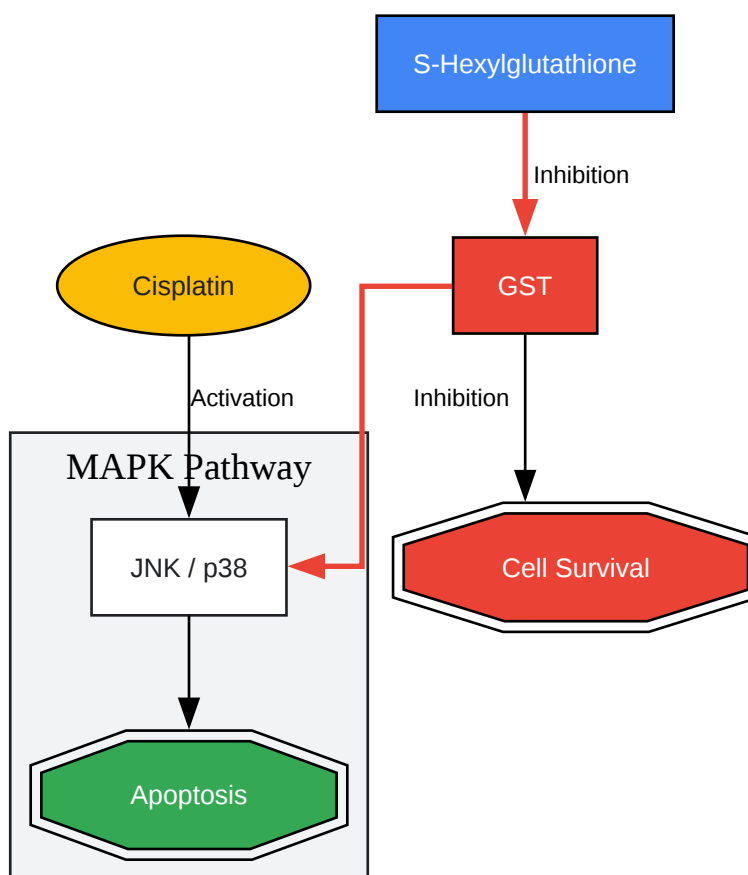 S-Hexylglutathione
Inhibition
Cisplatin
GST
Activation
Inhibition
MAPK Pathway
JNK / p38
Cell Survival
Apoptosis